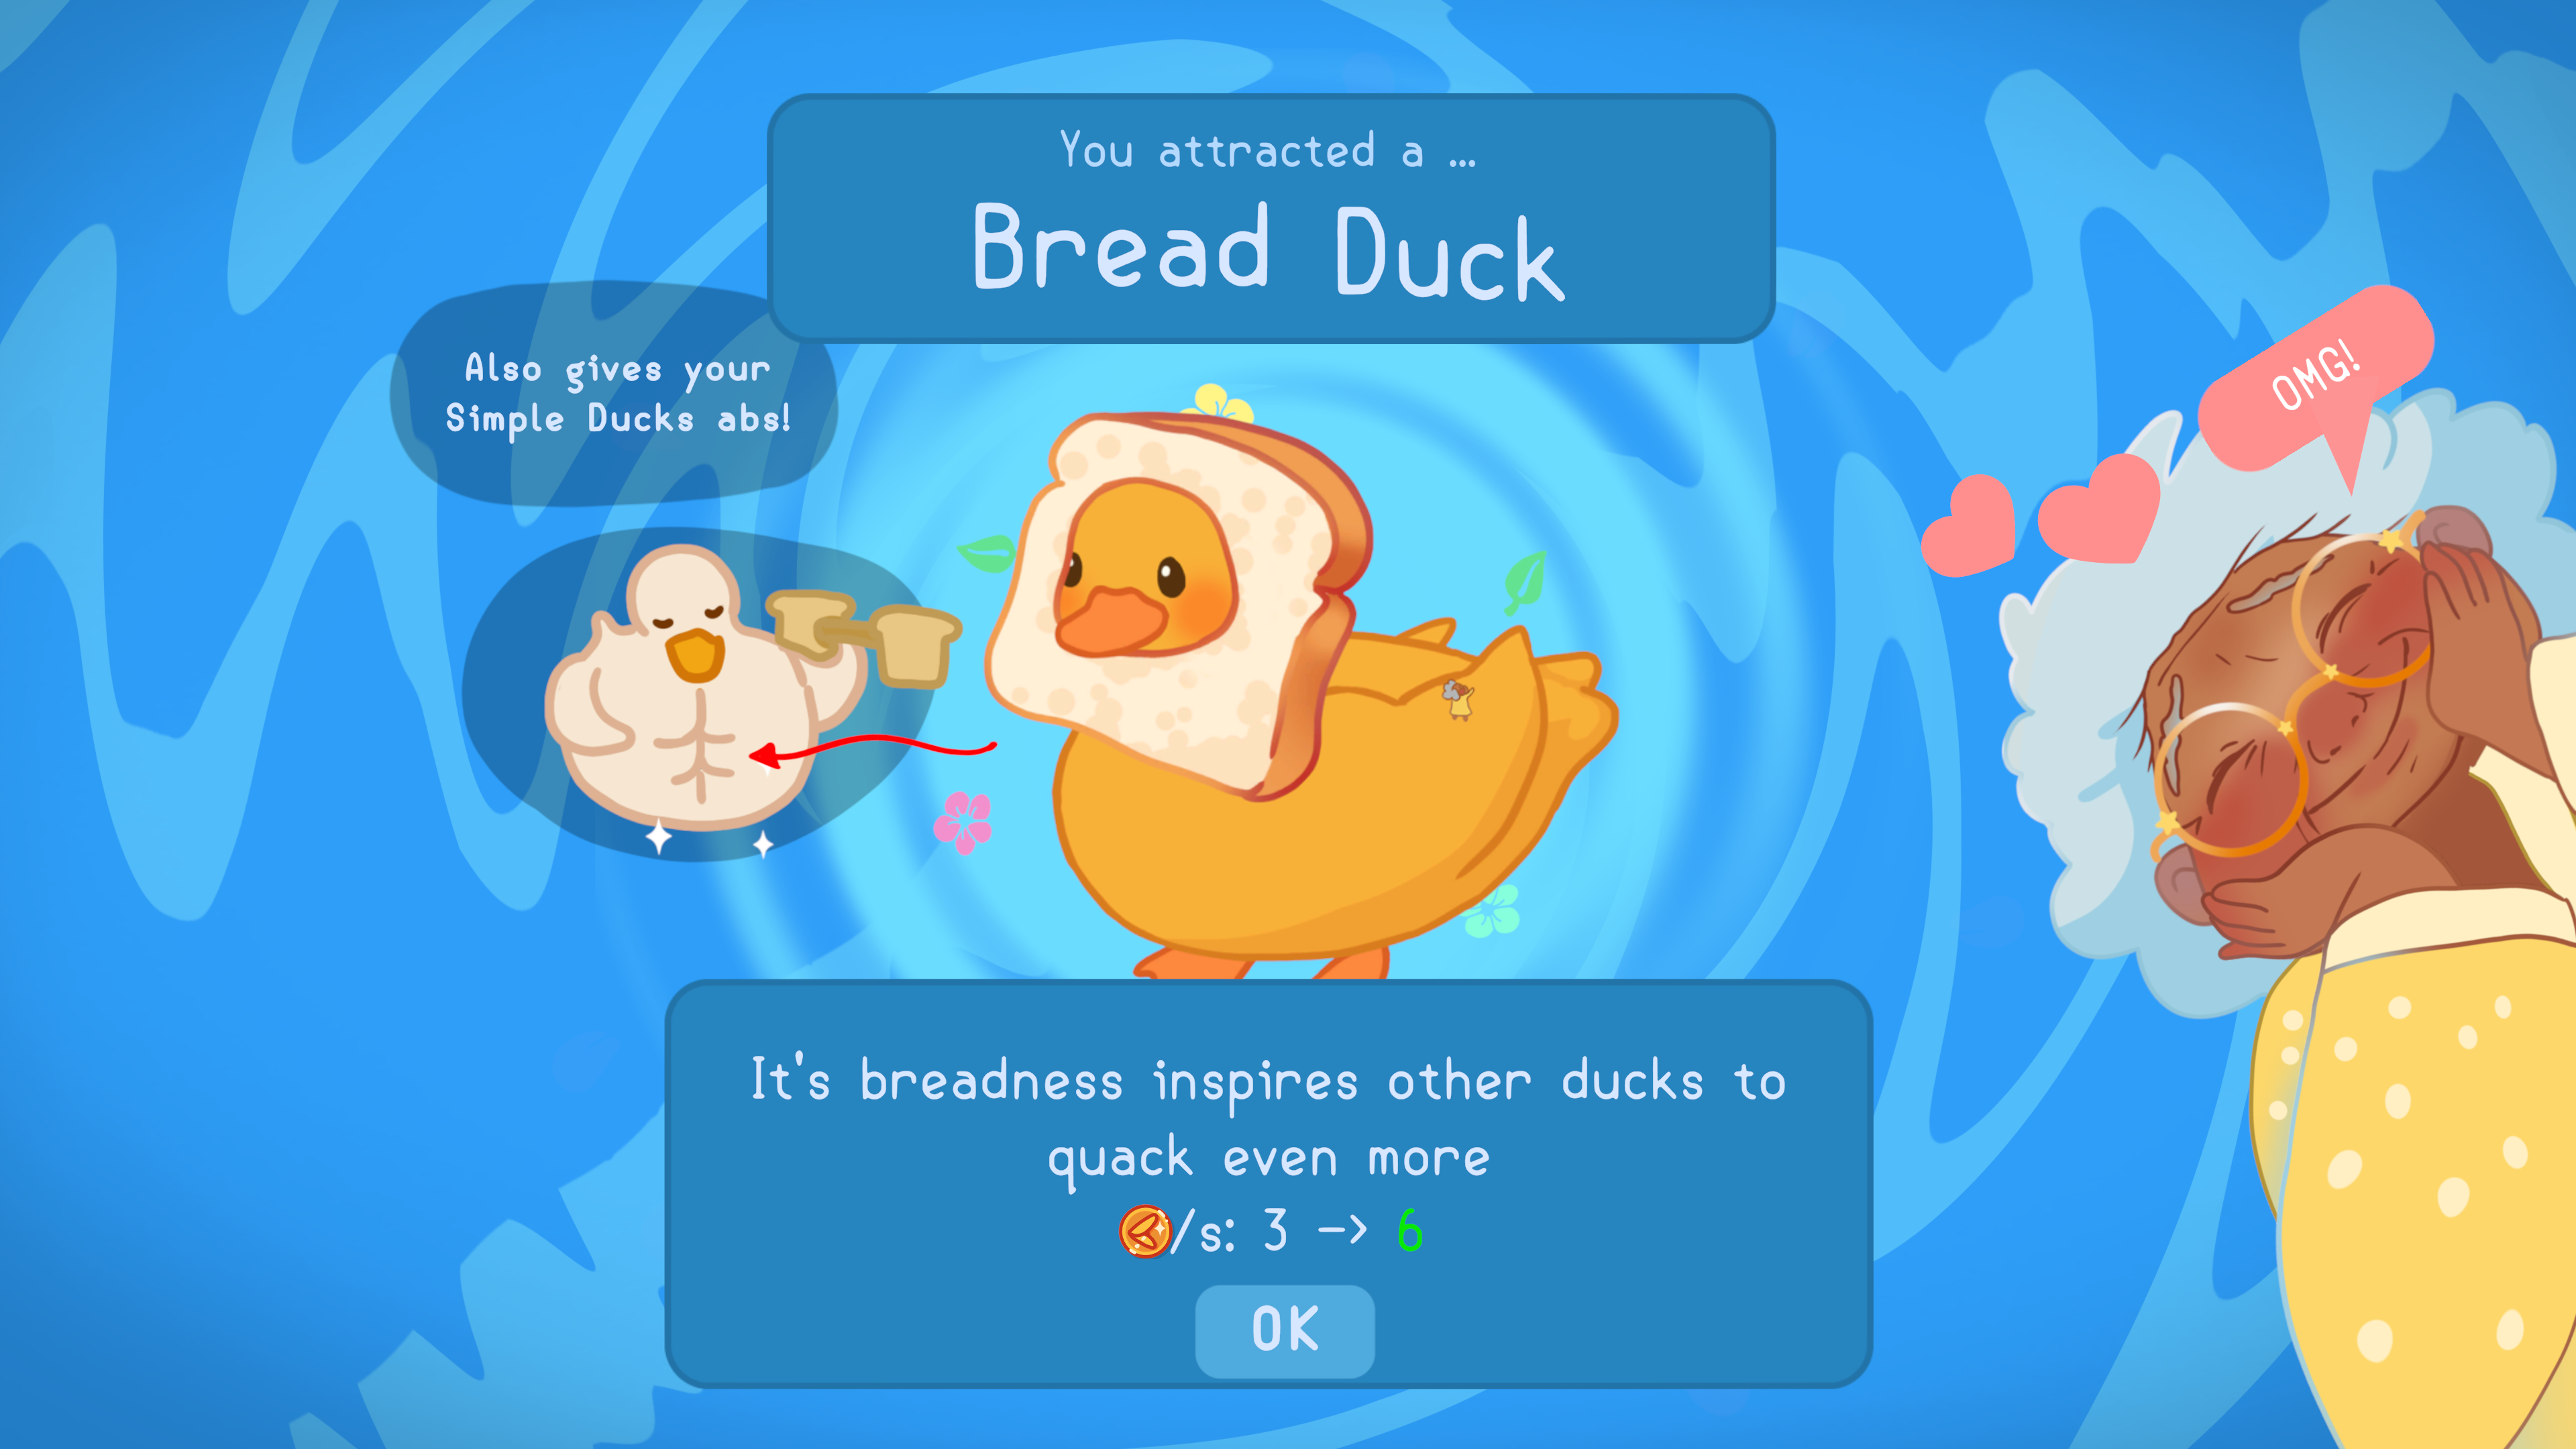 You attracted a ...
Bread Duck
Also gives your
Simple Ducks abs!
OMG!
It's breadness inspires other ducks to
quack even more
/s: 3 -> 6
OK